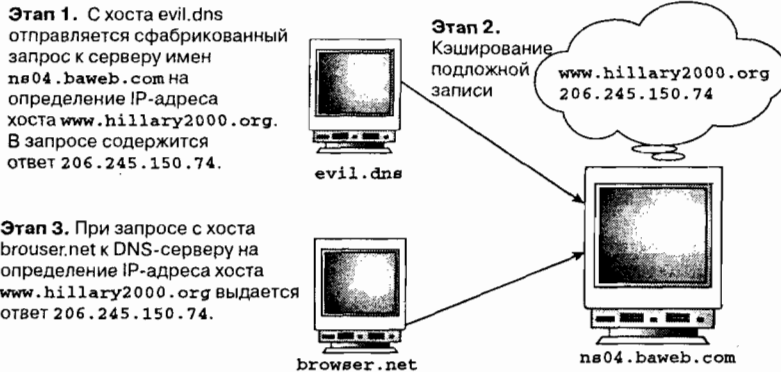 Этап 1. С хоста evil.dns
отправляется сфабрикованный
запрос к серверу имен
ns04.baweb.com на
определение IP-адреса
хоста www.hillary2000.org.
В запросе содержится
ответ 206.245.150.74.
evil.dns
Этап 2.
Кэширование
подложной
записи
www.hillary2000.org
206.245.150.74
Этап 3. При запросе с хоста
brouser.net к DNS-серверу на
определение IP-адреса хоста
www.hillary2000.org выдается
ответ 206.245.150.74.
browser.net
ns04.baweb.com